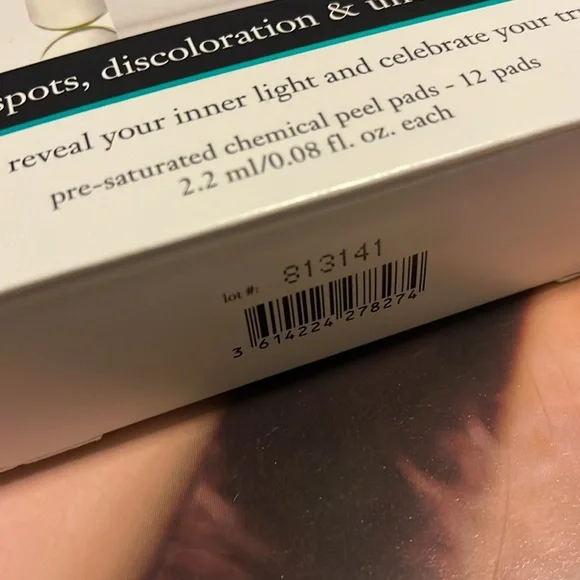 spots, discoloration &
reveal your inner light and celebrate your
pre-saturated chemical peel pads - 12 pads
2.2 ml/0.08 fl. oz. each
lot #: 813141
3 614224 278274